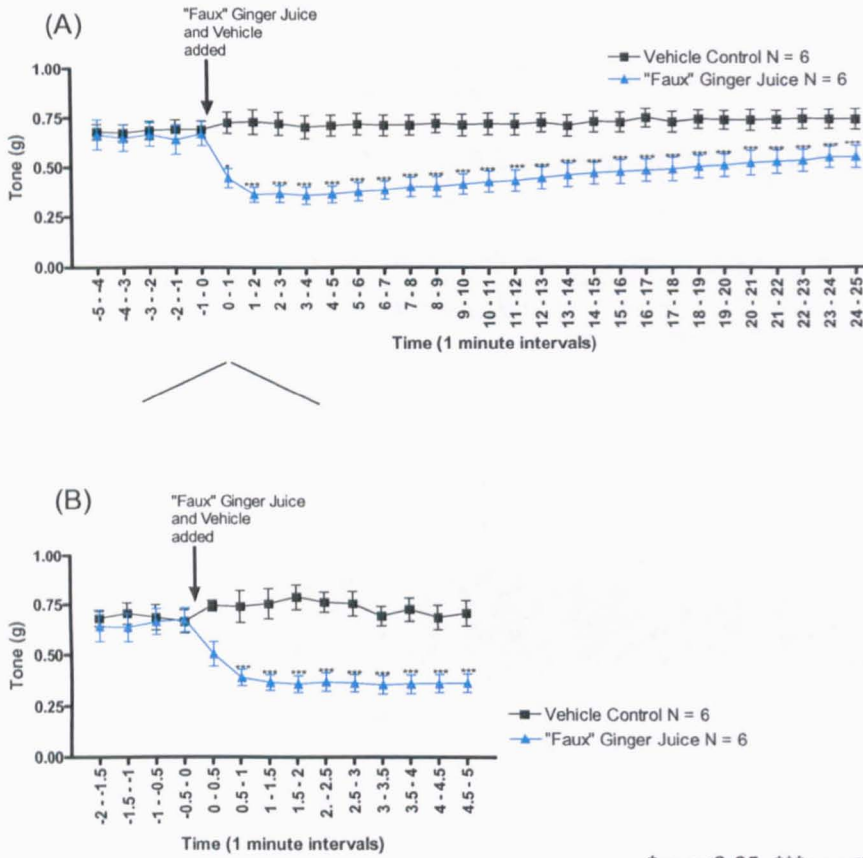 (A)
"Faux" Ginger Juice
and Vehicle
added
Vehicle Control N = 6
"Faux" Ginger Juice N = 6
1.00
0.75
0.50
0.25
0.00
Tone (g)
* *** *** *** *** *** *** *** *** *** *** *** *** *** *** *** *** *** *** *** *** *** *** *** ***
-5 - -4
-4 - -3
-3 - -2
-2 - -1
-1 - 0
0 - 1
1 - 2
2 - 3
3 - 4
4 - 5
5 - 6
6 - 7
7 - 8
8 - 9
9 - 10
10 - 11
11 - 12
12 - 13
13 - 14
14 - 15
15 - 16
16 - 17
17 - 18
18 - 19
19 - 20
20 - 21
21 - 22
22 - 23
23 - 24
24 - 25
Time (1 minute intervals)
(B)
"Faux" Ginger Juice
and Vehicle
added
1.00
0.75
0.50
0.25
0.00
Tone (g)
*** *** *** *** *** *** *** *** ***
Vehicle Control N = 6
"Faux" Ginger Juice N = 6
-2 - -1.5
-1.5 - -1
-1 - -0.5
-0.5 - 0
0 - 0.5
0.5 - 1
1 - 1.5
1.5 - 2
2. - 2.5
2.5 - 3
3 - 3.5
3.5 - 4
4 - 4.5
4.5 - 5
Time (1 minute intervals)